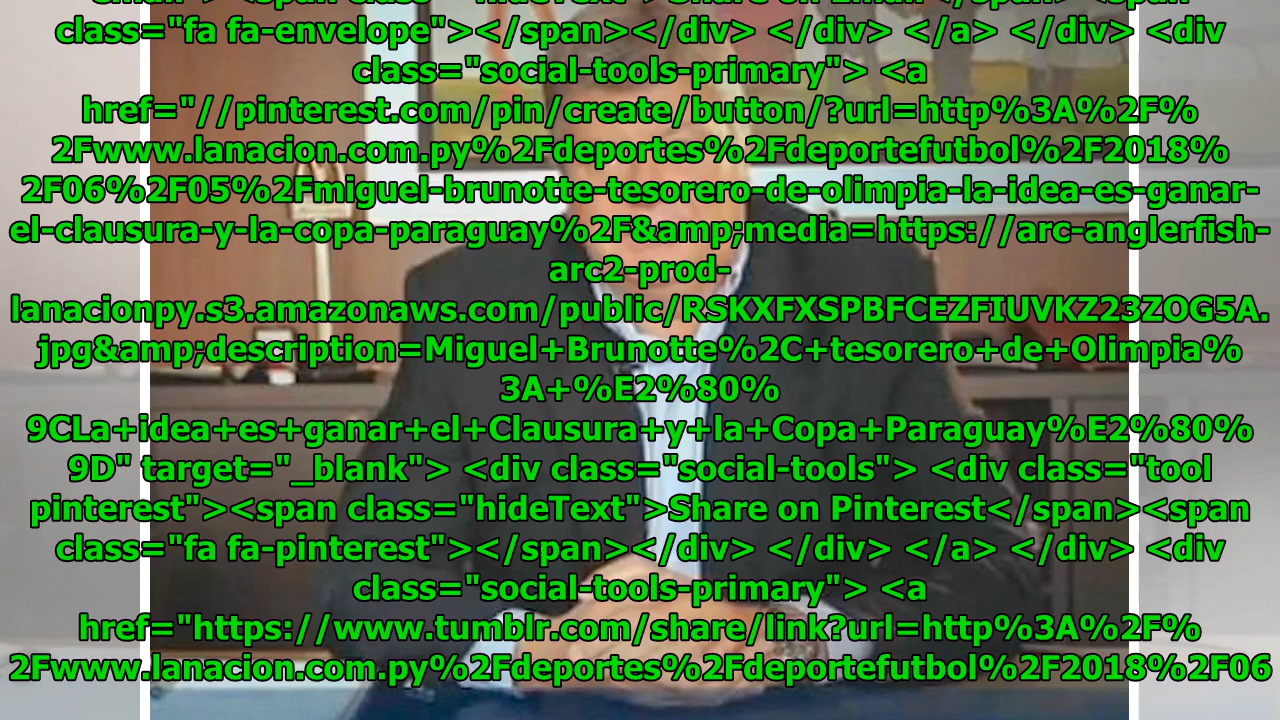 email"><span class="hideText">Share on Email</span><span
class="fa fa-envelope"></span></div> </div> </a> </div> <div
class="social-tools-primary"> <a
href="//pinterest.com/pin/create/button/?url=http%3A%2F%
2Fwww.lanacion.com.py%2Fdeportes%2Fdeportefutbol%2F2018%
2F06%2F05%2Fmiguel-brunotte-tesorero-de-olimpia-la-idea-es-ganar-
el-clausura-y-la-copa-paraguay%2F&amp;media=https://arc-anglerfish-
arc2-prod-
lanacionpy.s3.amazonaws.com/public/RSKXFXSPBFCEZFIUVKZ23ZOG5A.
jpg&amp;description=Miguel+Brunotte%2C+tesorero+de+Olimpia%
3A+%E2%80%
9CLa+idea+es+ganar+el+Clausura+y+la+Copa+Paraguay%E2%80%
9D" target="_blank"> <div class="social-tools"> <div class="tool
pinterest"><span class="hideText">Share on Pinterest</span><span
class="fa fa-pinterest"></span></div> </div> </a> </div> <div
class="social-tools-primary"> <a
href="https://www.tumblr.com/share/link?url=http%3A%2F%
2Fwww.lanacion.com.py%2Fdeportes%2Fdeportefutbol%2F2018%2F06